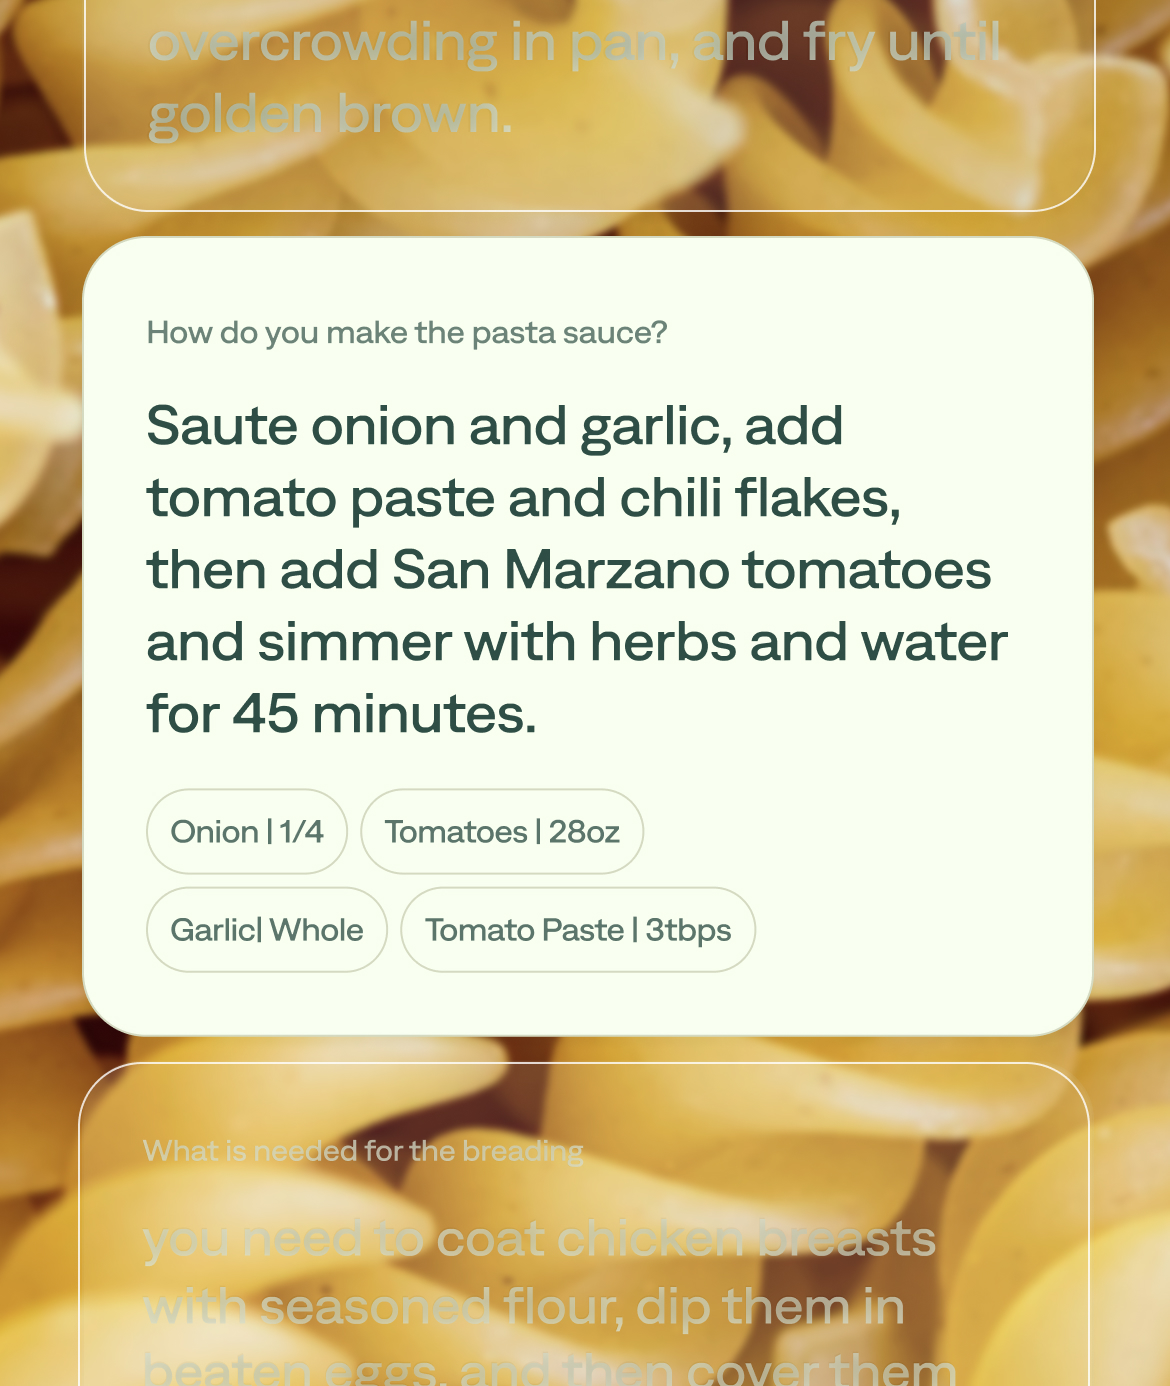 overcrowding in pan, and fry until
golden brown.
How do you make the pasta sauce?
Saute onion and garlic, add
tomato paste and chili flakes,
then add San Marzano tomatoes
and simmer with herbs and water
for 45 minutes.
Onion | 1/4
Tomatoes | 28oz
Garlic| Whole
Tomato Paste | 3tbps
What is needed for the breading
you need to coat chicken breasts
with seasoned flour, dip them in
beaten eggs, and then cover them